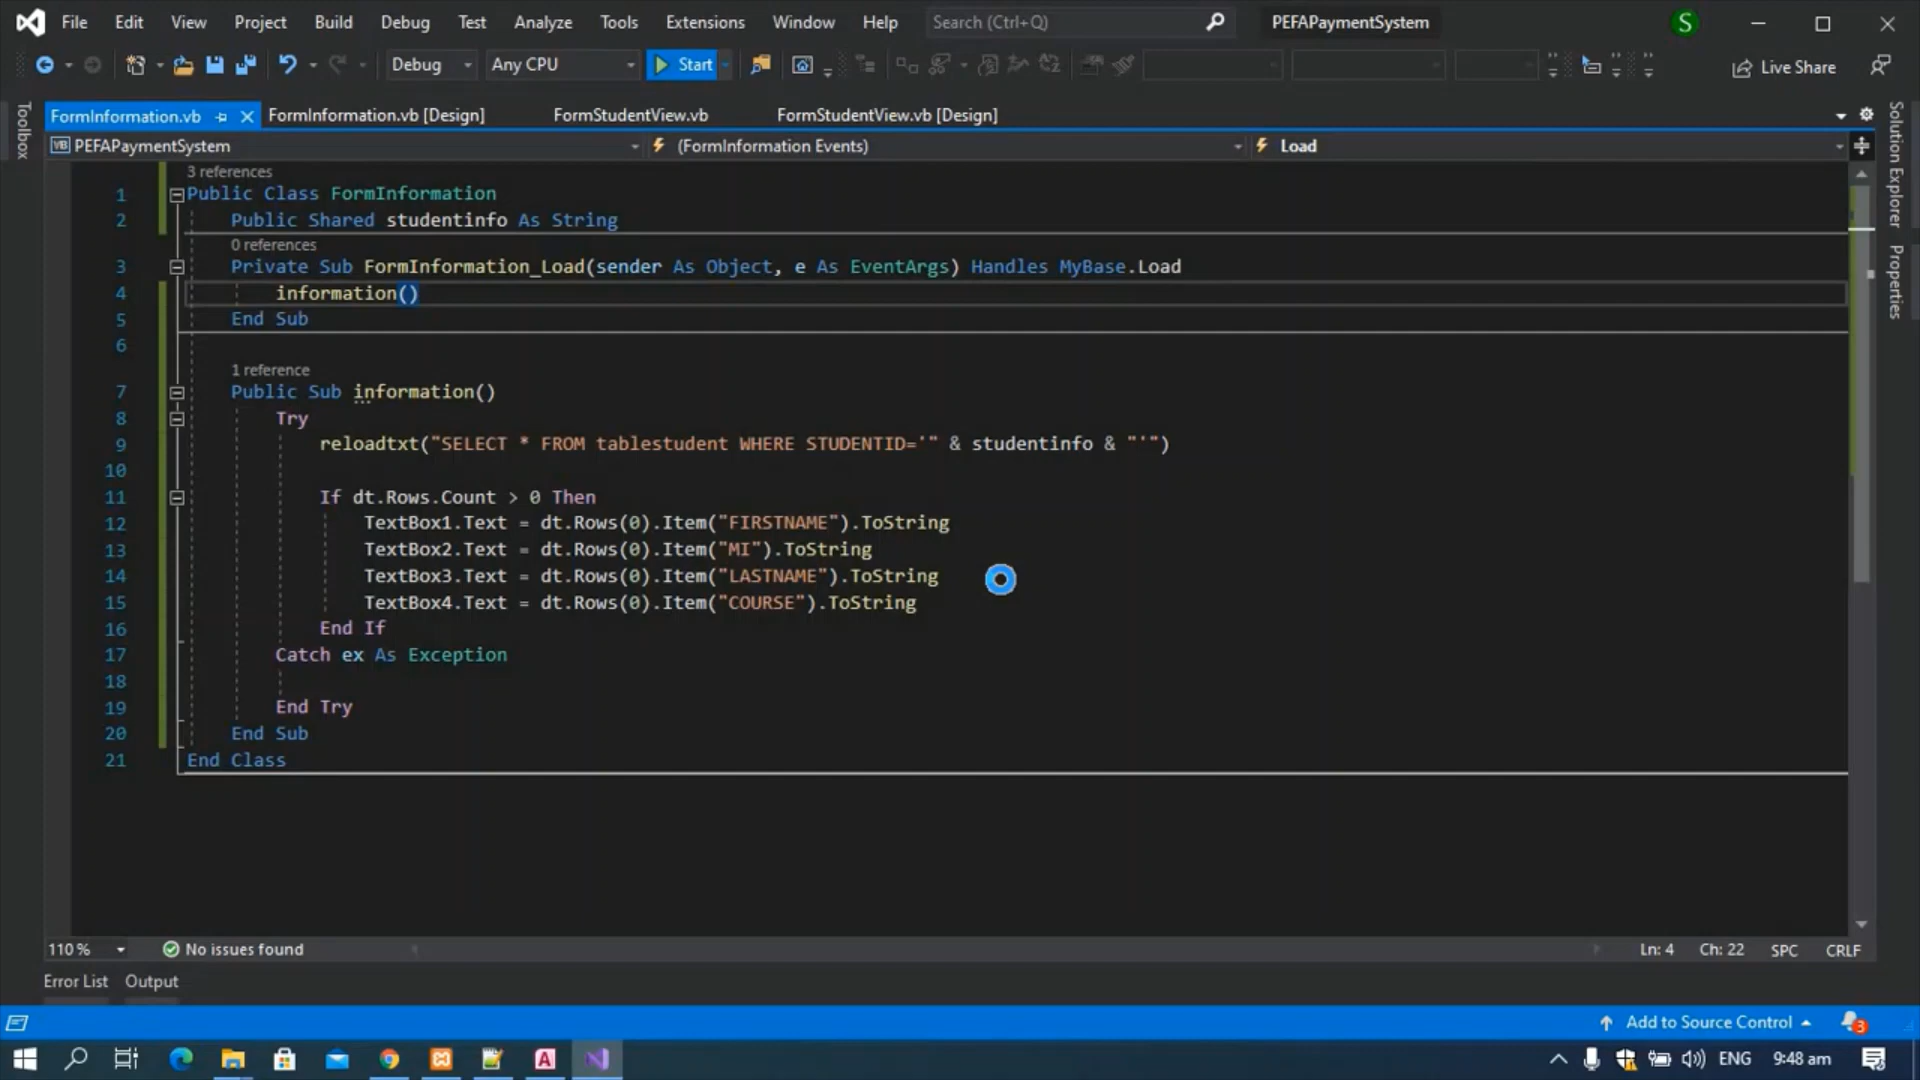 File Edit View Project Build Debug Test Analyze Tools Extensions Window Help Search (Ctrl+Q) PEFAPaymentSystem S
Debug Any CPU Start Live Share
Toolbox
FormInformation.vb FormInformation.vb [Design] FormStudentView.vb FormStudentView.vb [Design]
VB PEFAPaymentSystem (FormInformation Events) Load
Solution Explorer
Properties
3 references
1 Public Class FormInformation
2 Public Shared studentinfo As String
0 references
3 Private Sub FormInformation_Load(sender As Object, e As EventArgs) Handles MyBase.Load
4 information()
5 End Sub
6
1 reference
7 Public Sub information()
8 Try
9 reloadtxt("SELECT * FROM tablestudent WHERE STUDENTID='" & studentinfo & "'")
10
11 If dt.Rows.Count > 0 Then
12 TextBox1.Text = dt.Rows(0).Item("FIRSTNAME").ToString
13 TextBox2.Text = dt.Rows(0).Item("MI").ToString
14 TextBox3.Text = dt.Rows(0).Item("LASTNAME").ToString
15 TextBox4.Text = dt.Rows(0).Item("COURSE").ToString
16 End If
17 Catch ex As Exception
18
19 End Try
20 End Sub
21 End Class
110 % No issues found Ln: 4 Ch: 22 SPC CRLF
Error List Output
Add to Source Control 3
A ENG 9:48 am